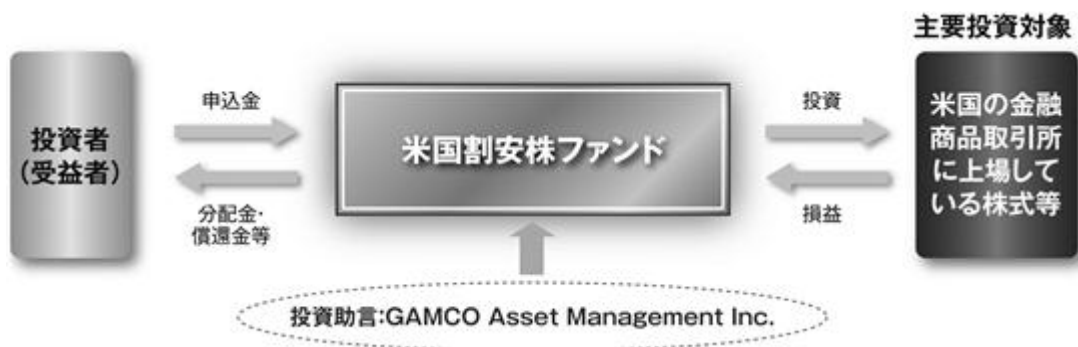 投資者
(受益者)
申込金
分配金・
償還金等
米国割安株ファンド
投資助言:GAMCO Asset Management Inc.
投資
損益
主要投資対象
米国の金融
商品取引所
に上場して
いる株式等